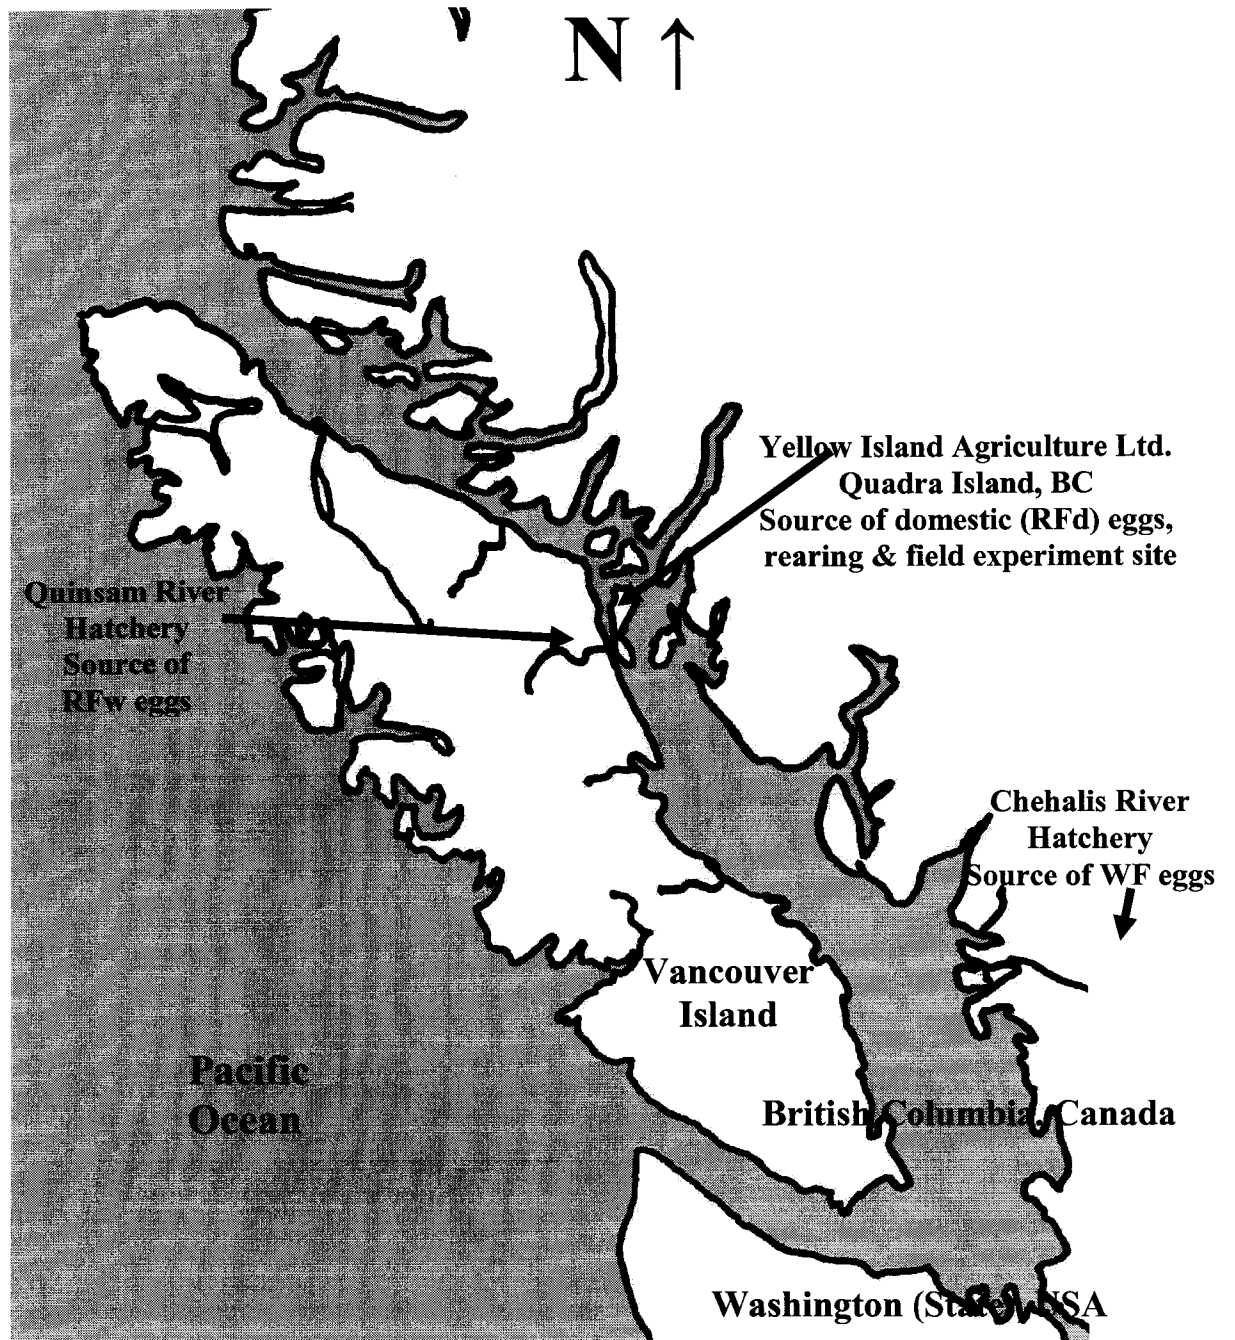 N ↑
Yellow Island Agriculture Ltd.
Quadra Island, BC
Source of domestic (RFd) eggs,
rearing & field experiment site
Quinsam River
Hatchery
Source of
RFw eggs
Chehalis River
Hatchery
Source of WF eggs
Vancouver
Island
Pacific
Ocean
British Columbia, Canada
Washington (State), USA